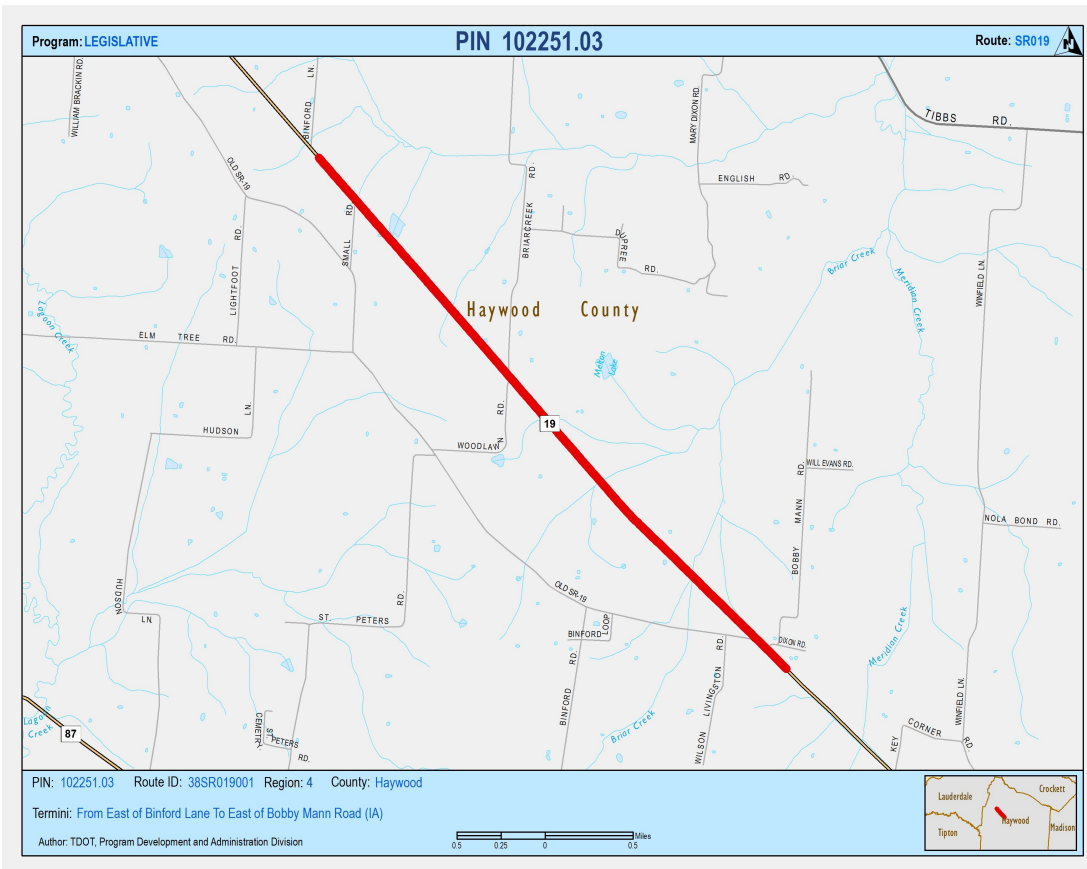 Program: LEGISLATIVE
PIN 102251.03
Route: SR019
N
WILLIAM BRACKIN RD.
BINFORD LN.
MARY DIXON RD.
TIBBS RD.
OLD SR-19
SMALL RD.
BRIARCREEK RD.
ENGLISH RD.
DUPREE RD.
LIGHTFOOT RD.
Briar Creek
Meridian Creek
WINFIELD LN.
Haywood County
Lagoon Creek
ELM TREE RD.
Melton Lake
HUDSON LN.
19
WOODLAWN RD.
WILL EVANS RD.
BOBBY MANN RD.
NOLA BOND RD.
HUDSON LN.
OLD SR-19
ST. PETERS RD.
BINFORD LOOP
DIXON RD.
BINFORD RD.
WILSON LIVINGSTON RD.
Meridian Creek
Briar Creek
WINFIELD LN.
KEY CORNER RD.
Lagoon Creek
87
CEMETRY
ST. PETERS RD.
PIN: 102251.03 Route ID: 38SR019001 Region: 4 County: Haywood
Termini: From East of Binford Lane To East of Bobby Mann Road (IA)
Author: TDOT, Program Development and Administration Division
Miles
0.5 0.25 0 0.5
Lauderdale
Crockett
Haywood
Tipton
Madison